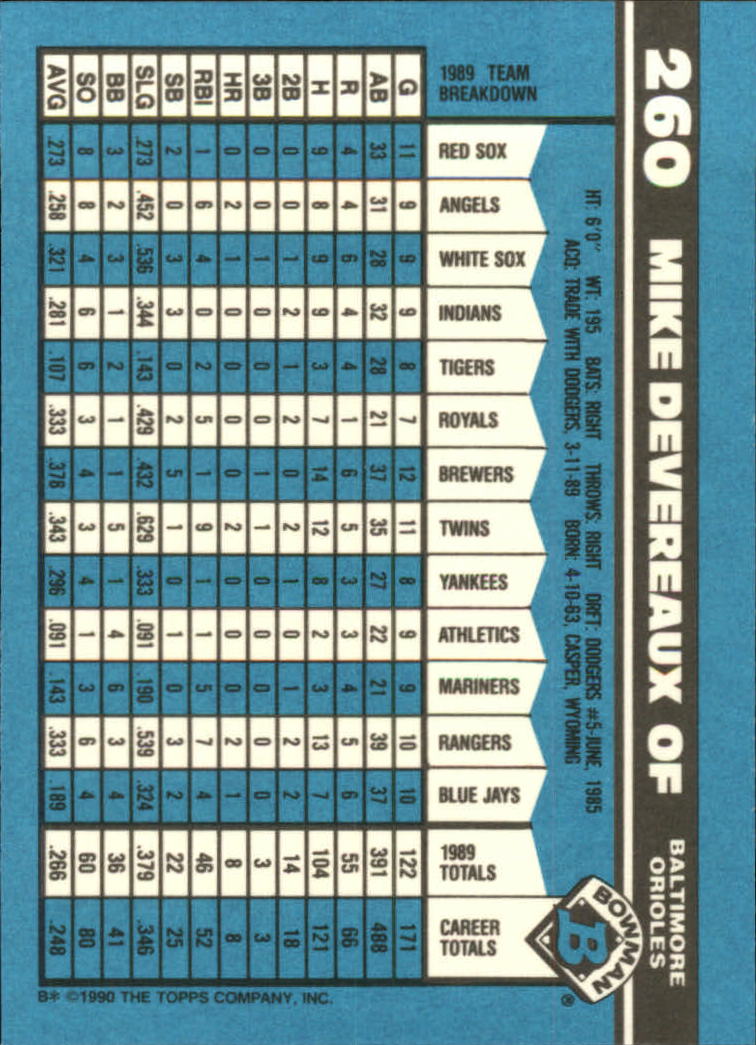 260 MIKE DEVEREAUX OF
BALTIMORE
ORIOLES
HT: 6'0" WT: 195 BATS: RIGHT THROWS: RIGHT DRFT: DODGERS #5-JUNE, 1985
ACQ: TRADE WITH DODGERS, 3-11-89 BORN: 4-10-63, CASPER, WYOMING
BOWMAN
B
®
1989 TEAM
BREAKDOWN
G AB R H 2B 3B HR RBI SB SLG BB SO AVG
RED SOX 11 33 4 9 0 0 0 1 2 .273 3 8 .273
ANGELS 9 31 4 8 0 0 2 6 0 .452 2 8 .258
WHITE SOX 9 28 6 9 1 1 1 4 3 .536 3 4 .321
INDIANS 9 32 4 9 2 0 0 0 3 .344 1 6 .281
TIGERS 8 28 4 3 1 0 0 2 0 .143 2 6 .107
ROYALS 7 21 1 7 2 0 0 5 2 .429 1 3 .333
BREWERS 12 37 6 14 0 1 0 1 5 .432 1 4 .378
TWINS 11 35 5 12 2 1 2 9 1 .629 5 3 .343
YANKEES 8 27 3 8 1 0 0 1 0 .333 1 4 .296
ATHLETICS 9 22 3 2 0 0 0 1 1 .091 4 1 .091
MARINERS 9 21 4 3 1 0 0 5 0 .190 6 3 .143
RANGERS 10 39 5 13 2 0 2 7 3 .539 3 6 .333
BLUE JAYS 10 37 6 7 2 0 1 4 2 .324 4 4 .189
1989
TOTALS 122 391 55 104 14 3 8 46 22 .379 36 60 .266
CAREER
TOTALS 171 488 66 121 18 3 8 52 25 .346 41 80 .248
B* ©1990 THE TOPPS COMPANY, INC.